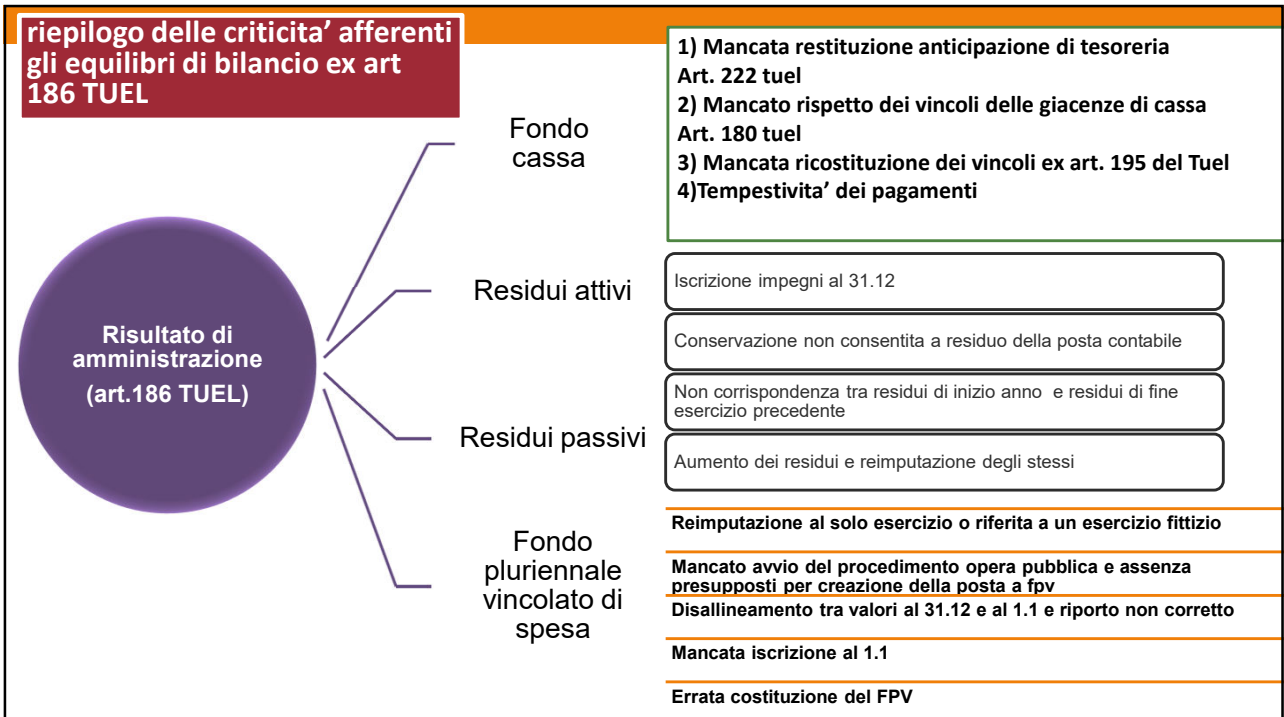 riepilogo delle criticita’ afferenti
gli equilibri di bilancio ex art
186 TUEL
Risultato di
amministrazione
(art.186 TUEL)
Fondo
cassa
1) Mancata restituzione anticipazione di tesoreria
Art. 222 tuel
2) Mancato rispetto dei vincoli delle giacenze di cassa
Art. 180 tuel
3) Mancata ricostituzione dei vincoli ex art. 195 del Tuel
4)Tempestivita’ dei pagamenti
Residui attivi
Residui passivi
Iscrizione impegni al 31.12
Conservazione non consentita a residuo della posta contabile
Non corrispondenza tra residui di inizio anno e residui di fine
esercizio precedente
Aumento dei residui e reimputazione degli stessi
Fondo
pluriennale
vincolato di
spesa
Reimputazione al solo esercizio o riferita a un esercizio fittizio
Mancato avvio del procedimento opera pubblica e assenza
presupposti per creazione della posta a fpv
Disallineamento tra valori al 31.12 e al 1.1 e riporto non corretto
Mancata iscrizione al 1.1
Errata costituzione del FPV